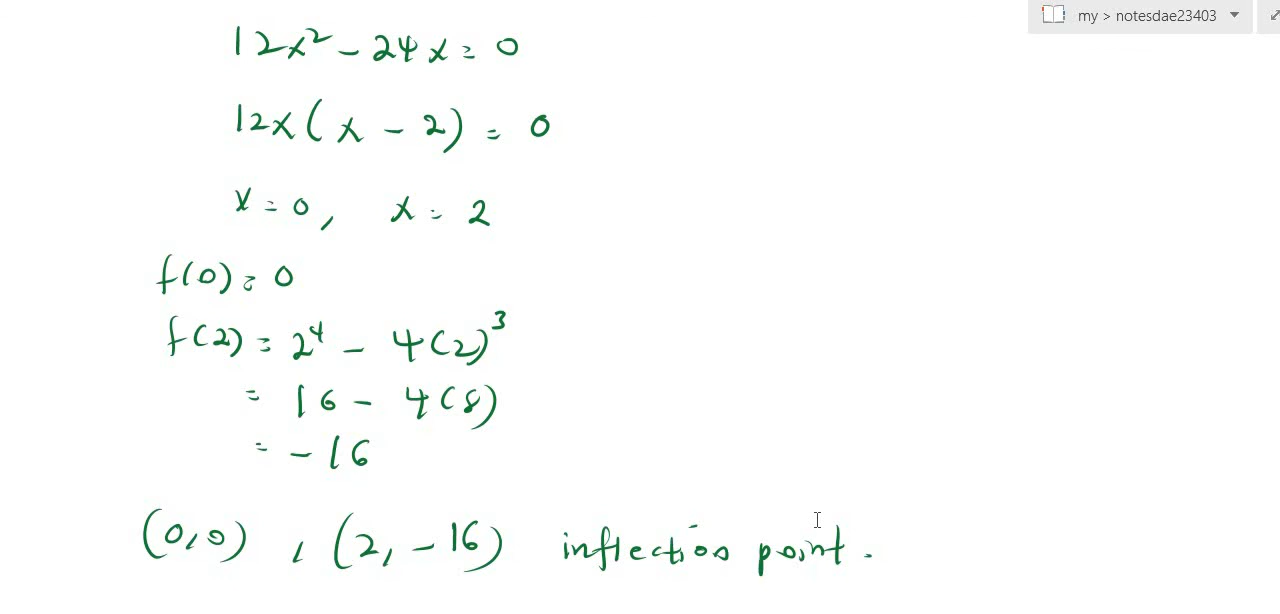 my > notesdae23403
12x² - 24x = 0
12x(x - 2) = 0
x = 0, x = 2
f(0) = 0
f(2) = 2⁴ - 4(2)³
= 16 - 4(8)
= -16
(0,0) , (2, -16) inflection point.